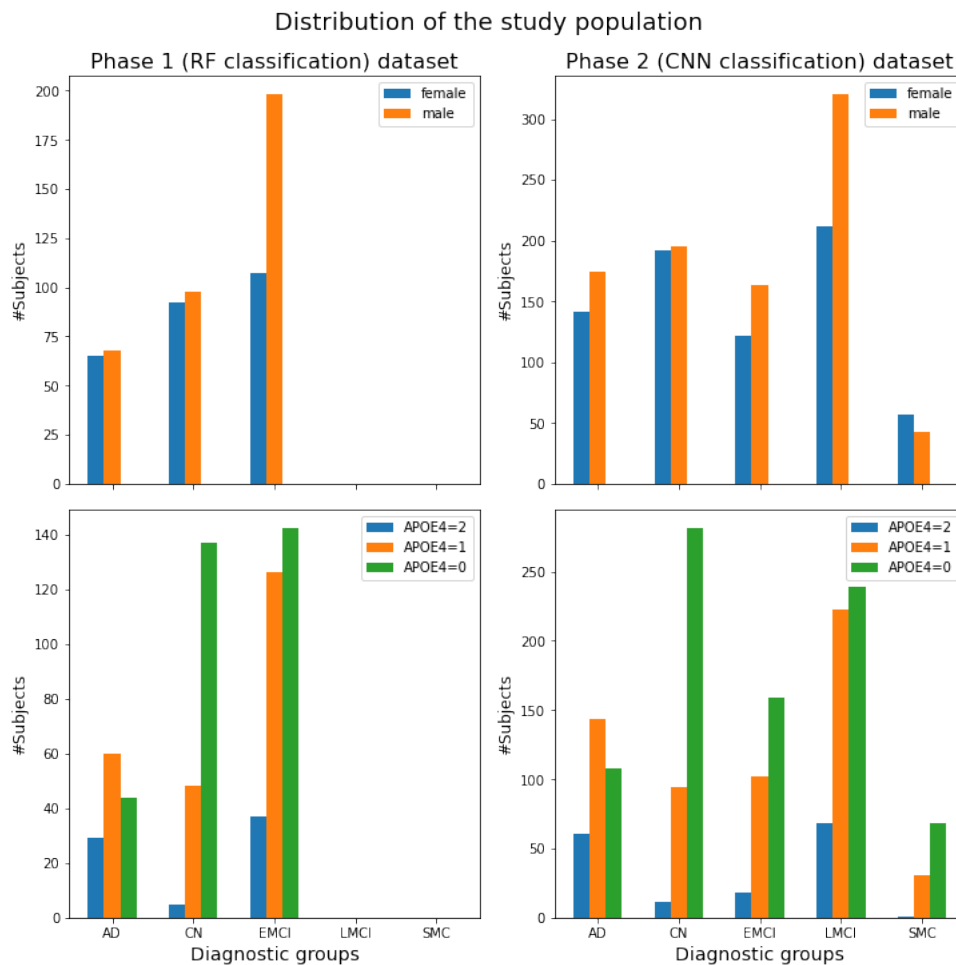 Distribution of the study population
Phase 1 (RF classification) dataset
200
175
150
125
100
75
50
25
0
#Subjects
female
male
Phase 2 (CNN classification) dataset
300
250
200
150
100
50
0
#Subjects
female
male
140
120
100
80
60
40
20
0
#Subjects
APOE4=2
APOE4=1
APOE4=0
AD CN EMCI LMCI SMC
Diagnostic groups
250
200
150
100
50
0
#Subjects
APOE4=2
APOE4=1
APOE4=0
AD CN EMCI LMCI SMC
Diagnostic groups